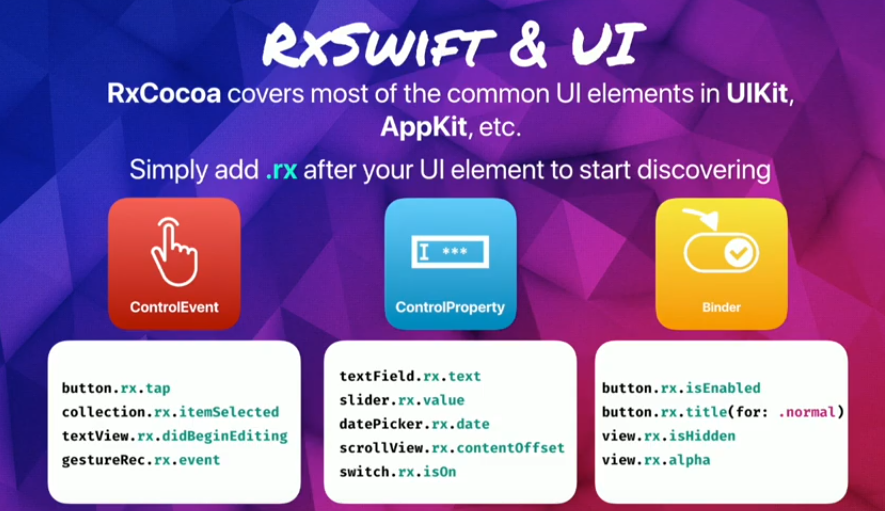 RxSwift & UI
RxCocoa covers most of the common UI elements in UIKit,
AppKit, etc.
Simply add .rx after your UI element to start discovering
ControlEvent
button.rx.tap
collection.rx.itemSelected
textView.rx.didBeginEditing
gestureRec.rx.event
***
ControlProperty
textField.rx.text
slider.rx.value
datePicker.rx.date
scrollView.rx.contentOffset
switch.rx.isOn
Binder
button.rx.isEnabled
button.rx.title(for: .normal)
view.rx.isHidden
view.rx.alpha